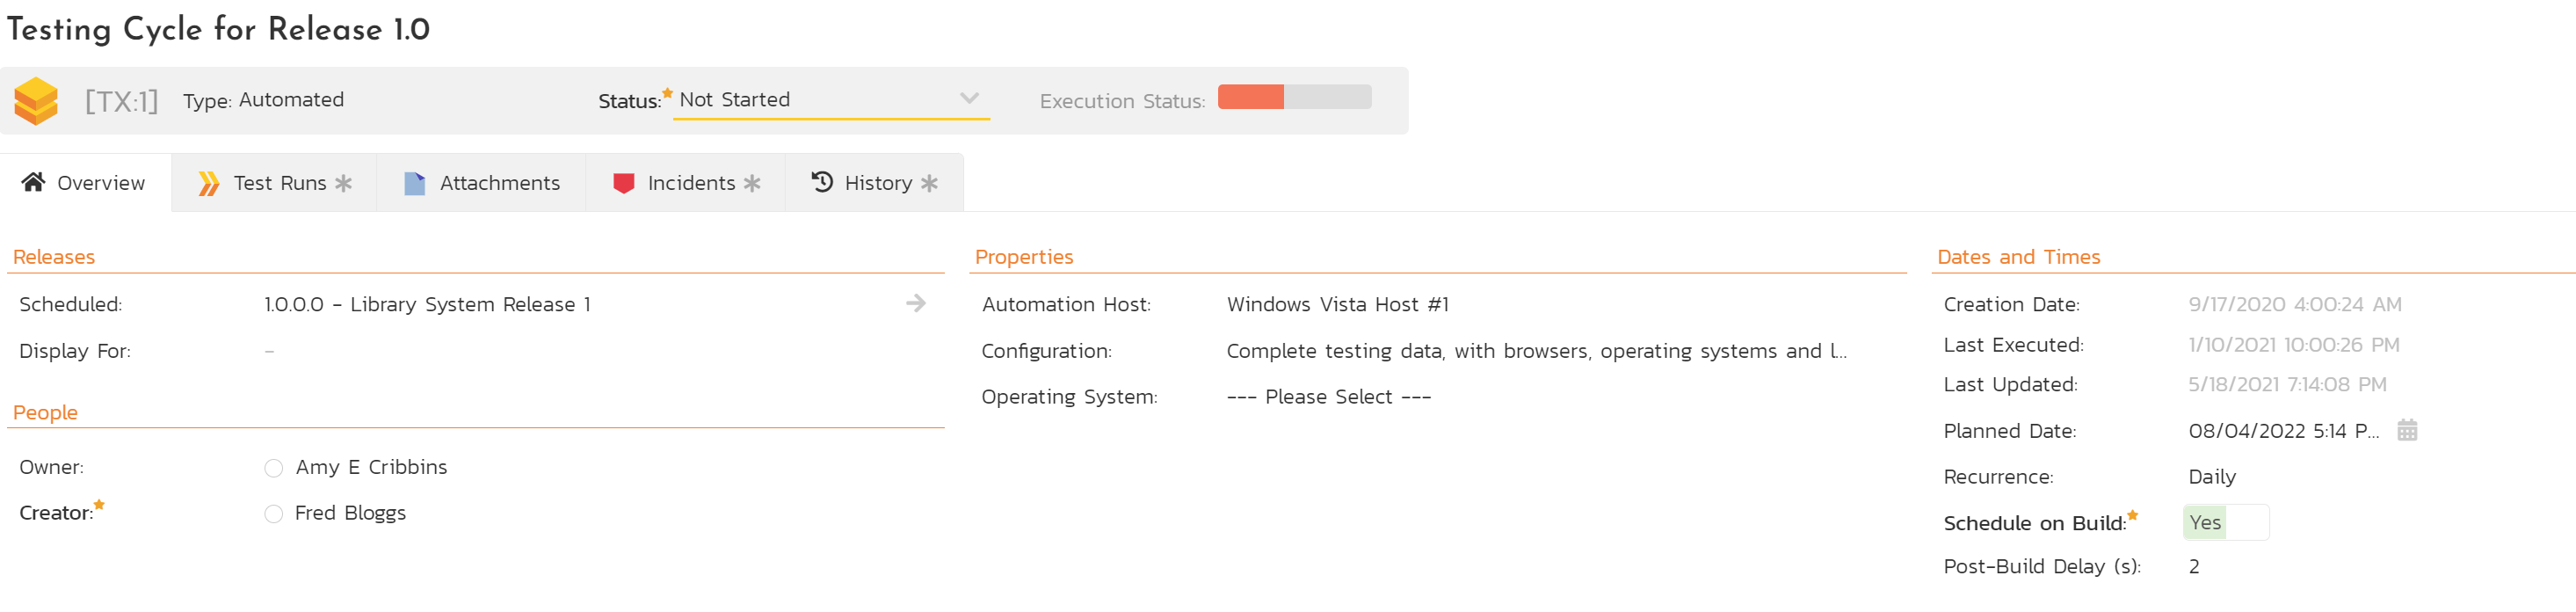 Testing Cycle for Release 1.0
[TX:1] Type: Automated Status: Not Started Execution Status:
Overview Test Runs Attachments Incidents History
Releases
Scheduled: 1.0.0.0 - Library System Release 1
Display For: -
People
Owner: Amy E Cribbins
Creator: Fred Bloggs
Properties
Automation Host: Windows Vista Host #1
Configuration: Complete testing data, with browsers, operating systems and l...
Operating System: --- Please Select ---
Dates and Times
Creation Date: 9/17/2020 4:00:24 AM
Last Executed: 1/10/2021 10:00:26 PM
Last Updated: 5/18/2021 7:14:08 PM
Planned Date: 08/04/2022 5:14 P...
Recurrence: Daily
Schedule on Build: Yes
Post-Build Delay (s): 2